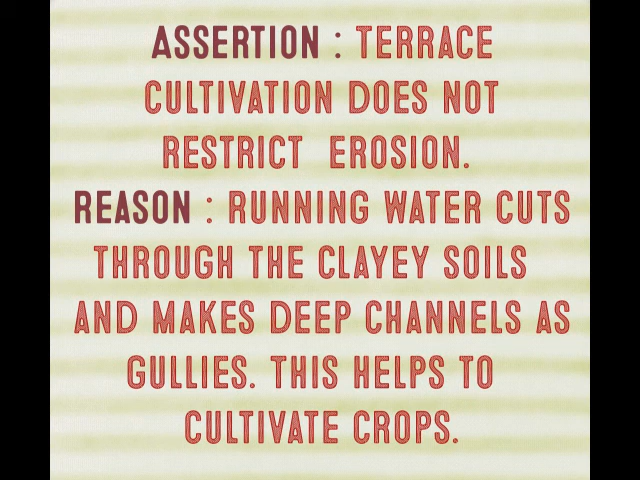 ASSERTION : TERRACE
CULTIVATION DOES NOT
RESTRICT EROSION.
REASON : RUNNING WATER CUTS
THROUGH THE CLAYEY SOILS
AND MAKES DEEP CHANNELS AS
GULLIES. THIS HELPS TO
CULTIVATE CROPS.